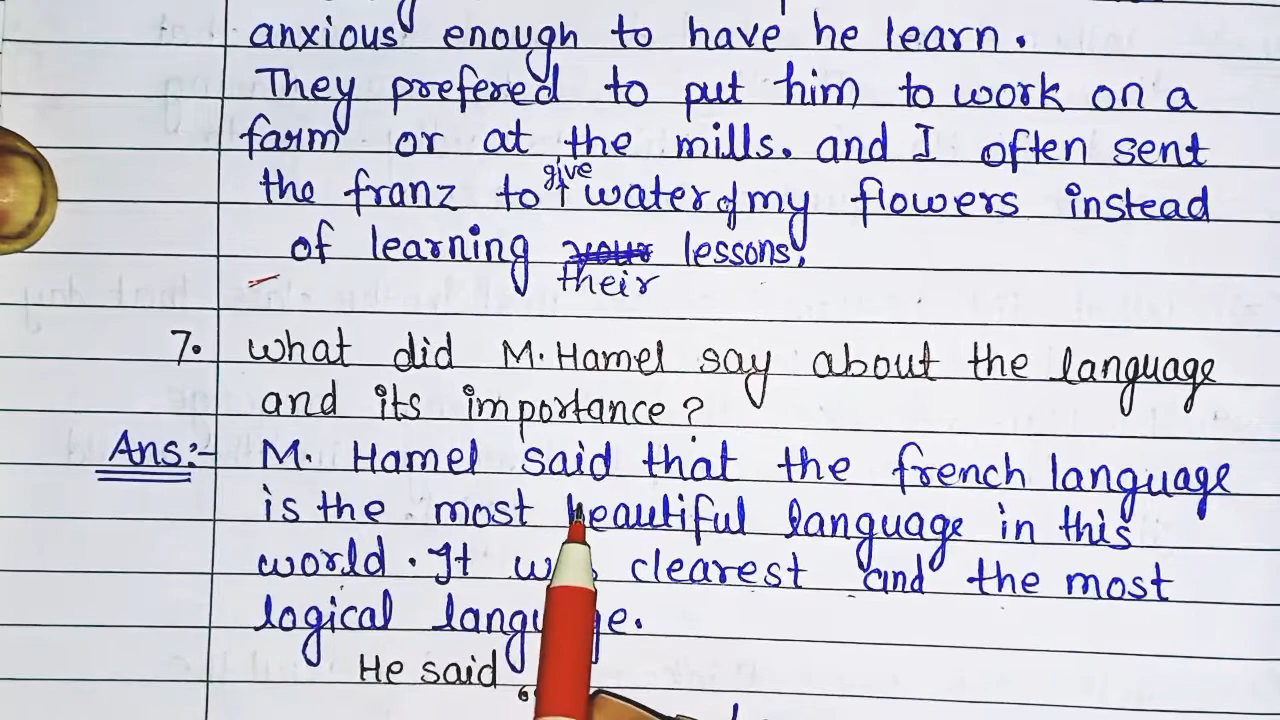 anxious enough to have he learn.
They prefered to put him to work on a
farm or at the mills. and I often sent
the franz to give water of my flowers instead
of learning their lessons.
7. What did M. Hamel say about the language
and its importance?
Ans:- M. Hamel said that the french language
is the most beautiful language in this
world. It clearest and the most
logical language.
He said